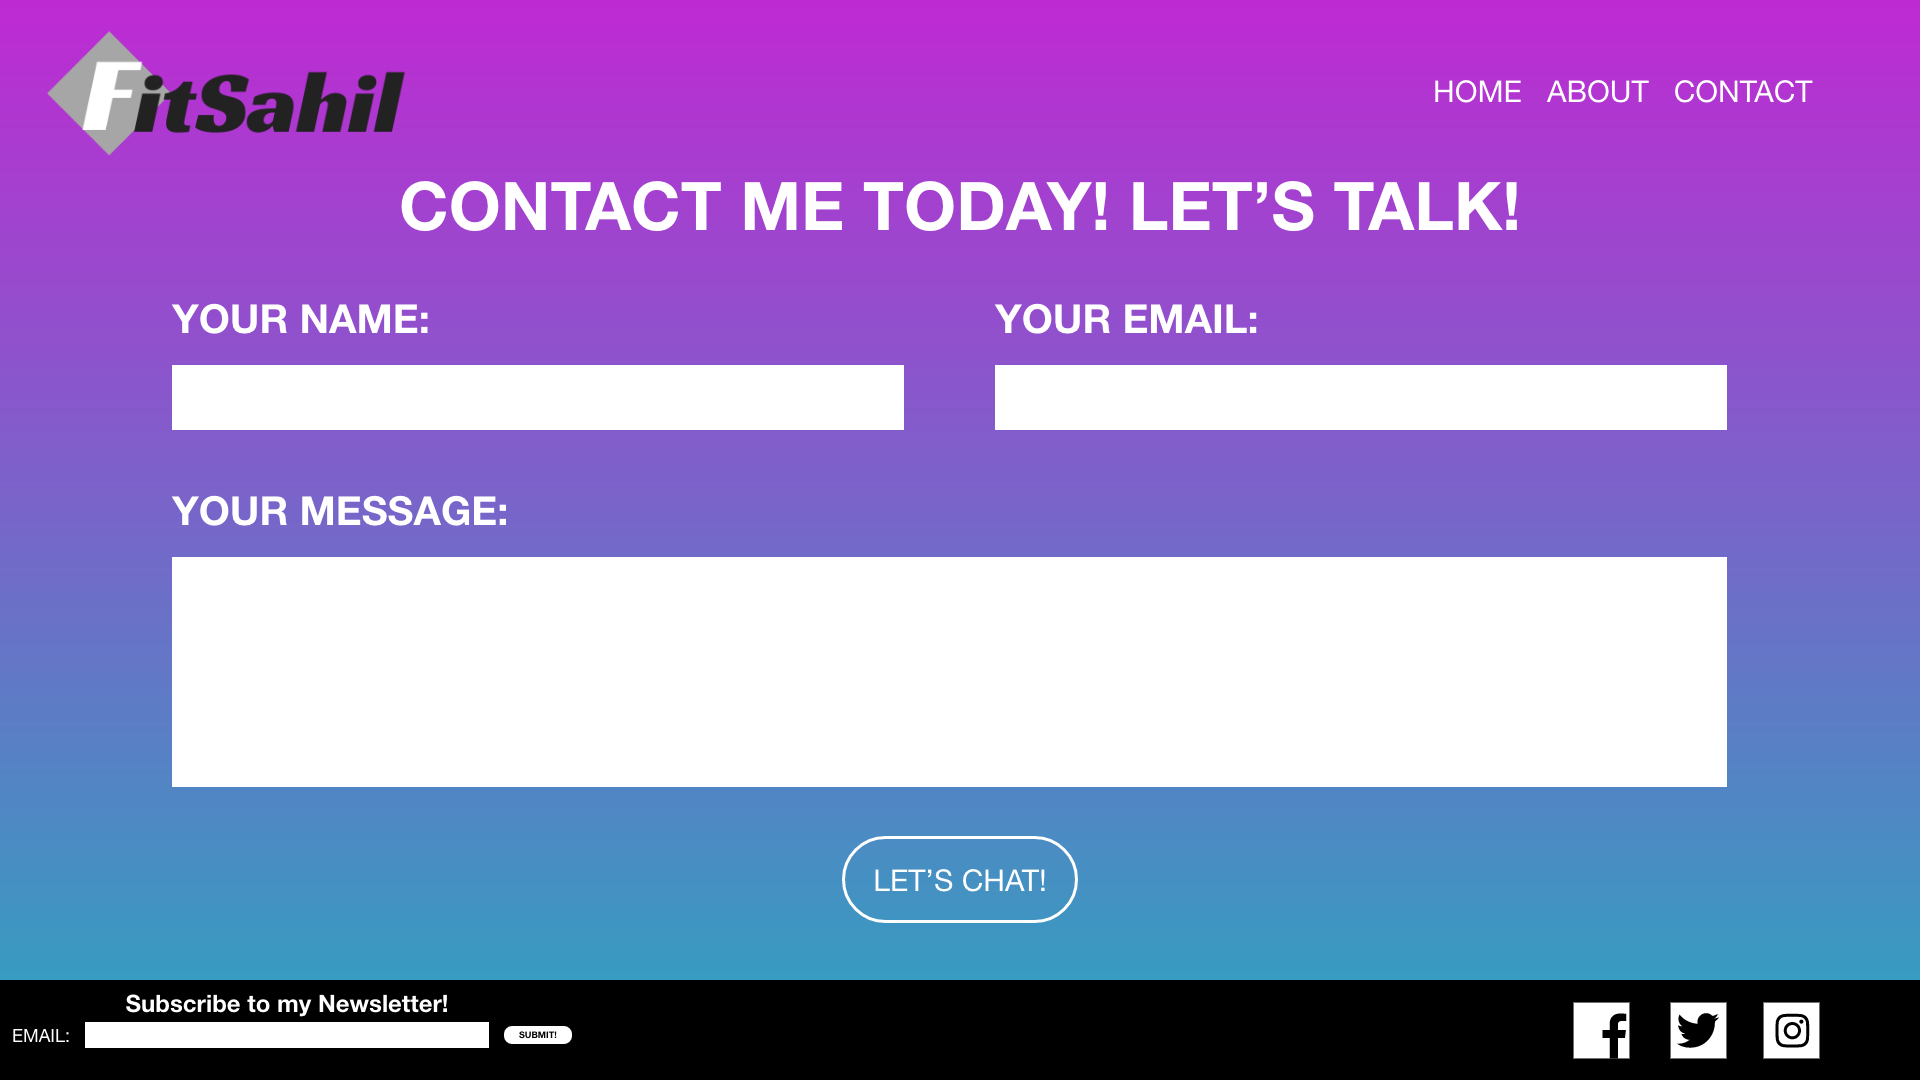 FitSahil
HOME ABOUT CONTACT
CONTACT ME TODAY! LET’S TALK!
YOUR NAME:
YOUR EMAIL:
YOUR MESSAGE:
LET’S CHAT!
Subscribe to my Newsletter!
EMAIL:
SUBMIT!